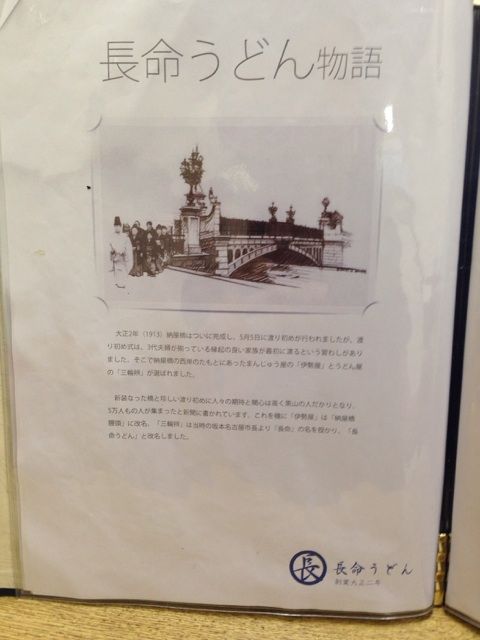 長命うどん物語
大正2年（1913）納屋橋はついに完成し、5月5日に渡り初めが行われましたが、渡
り初め式は、3代夫婦が揃っている縁起の良い家族が最初に渡るという習わしがあり
ました。そこで納屋橋の西岸のたもとにあったまんじゅう屋の「伊勢屋」とうどん屋
の「三輪辨」が選ばれました。
新装なった橋と珍しい渡り初めに人々の期待と関心は高く黒山の人だかりとなり、
5万人もの人が集まったと新聞に書かれています。これを機に「伊勢屋」は「納屋橋
饅頭」に改名、「三輪辨」は当時の坂本名古屋市長より「長命」の名を授かり、「長
命うどん」と改名しました。
長 長命うどん
創業大正二年